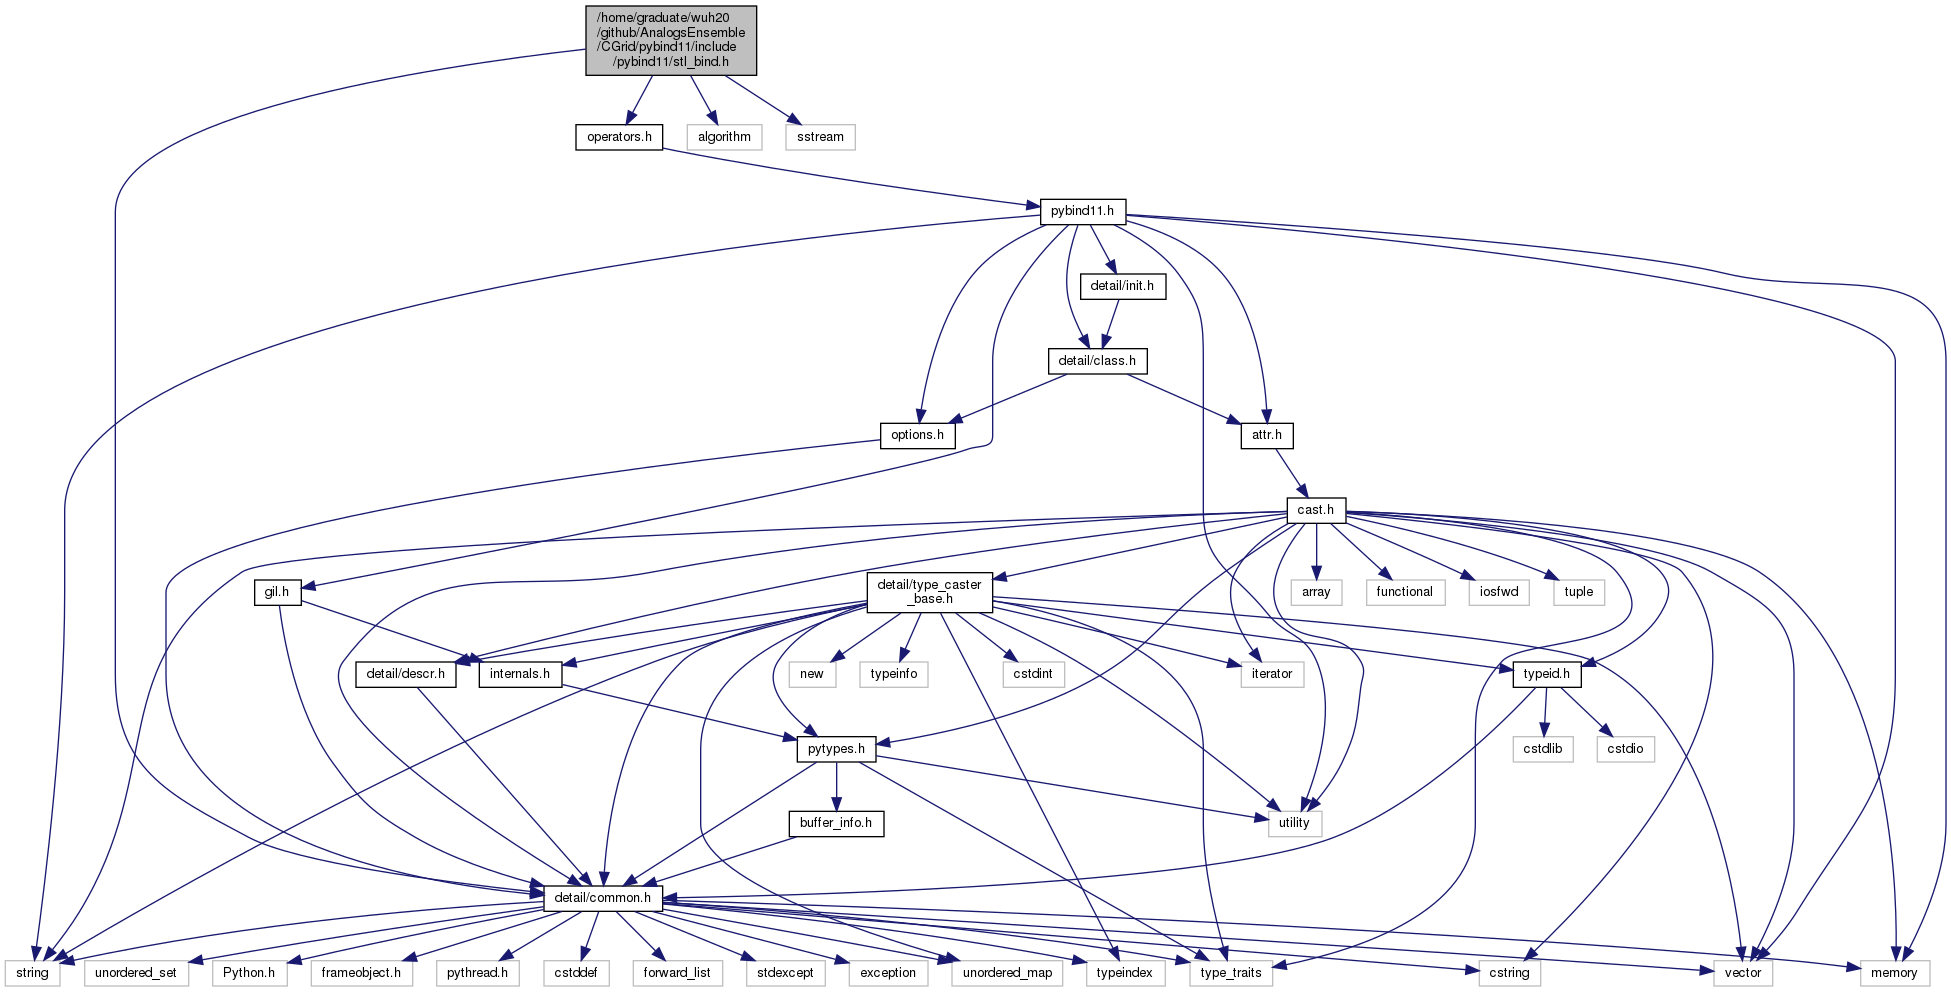 /home/graduate/wuh20
/github/AnalogsEnsemble
/CGrid/pybind11/include
/pybind11/stl_bind.h
operators.h
algorithm
sstream
pybind11.h
detail/init.h
detail/class.h
options.h
attr.h
cast.h
gil.h
detail/type_caster
_base.h
array
functional
iosfwd
tuple
detail/descr.h
internals.h
new
typeinfo
cstdint
iterator
typeid.h
pytypes.h
cstdlib
cstdio
buffer_info.h
utility
detail/common.h
string
unordered_set
Python.h
frameobject.h
pythread.h
cstddef
forward_list
stdexcept
exception
unordered_map
typeindex
type_traits
cstring
vector
memory